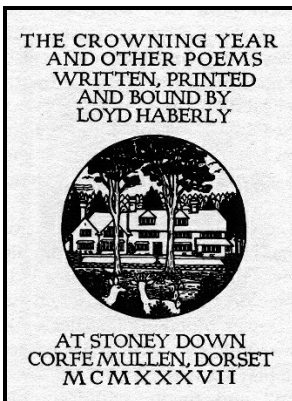 THE CROWNING YEAR
AND OTHER POEMS
WRITTEN, PRINTED
AND BOUND BY
LOYD HABERLY
AT STONEY DOWN
CORFE MULLEN, DORSET
MCMXXXVII